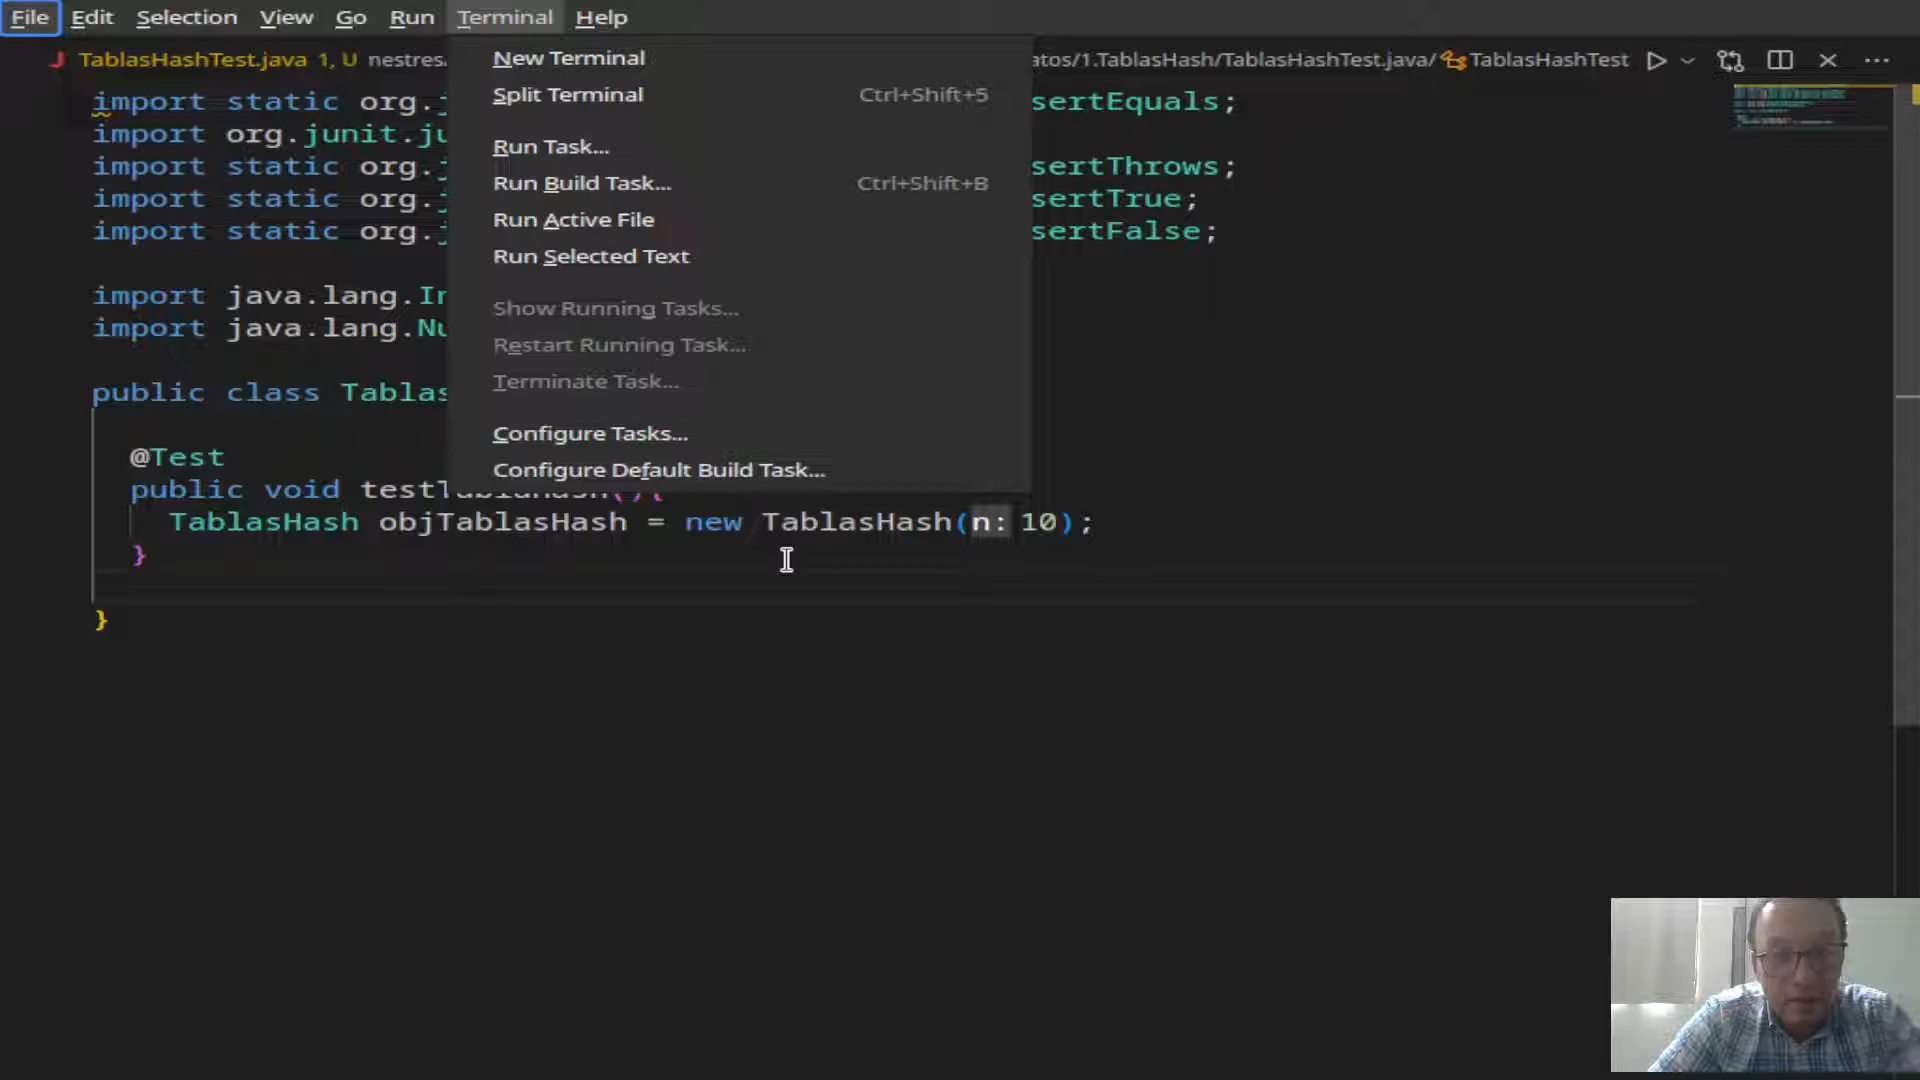 File Edit Selection View Go Run Terminal Help
TablasHashTest.java 1, U nestres. atos/1.TablasHash/TablasHashTest.java/ TablasHashTest
New Terminal
Split Terminal Ctrl+Shift+5
Run Task...
Run Build Task... Ctrl+Shift+B
Run Active File
Run Selected Text
Show Running Tasks...
Restart Running Task...
Terminate Task...
Configure Tasks...
Configure Default Build Task...
import static org.j sertEquals;
import org.junit.ju
import static org.j sertThrows;
import static org.j sertTrue;
import static org.j sertFalse;
import java.lang.In
import java.lang.Nu
public class Tablas
@Test
public void testTablaHash(){
TablasHash objTablasHash = new TablasHash(n: 10);
}
}